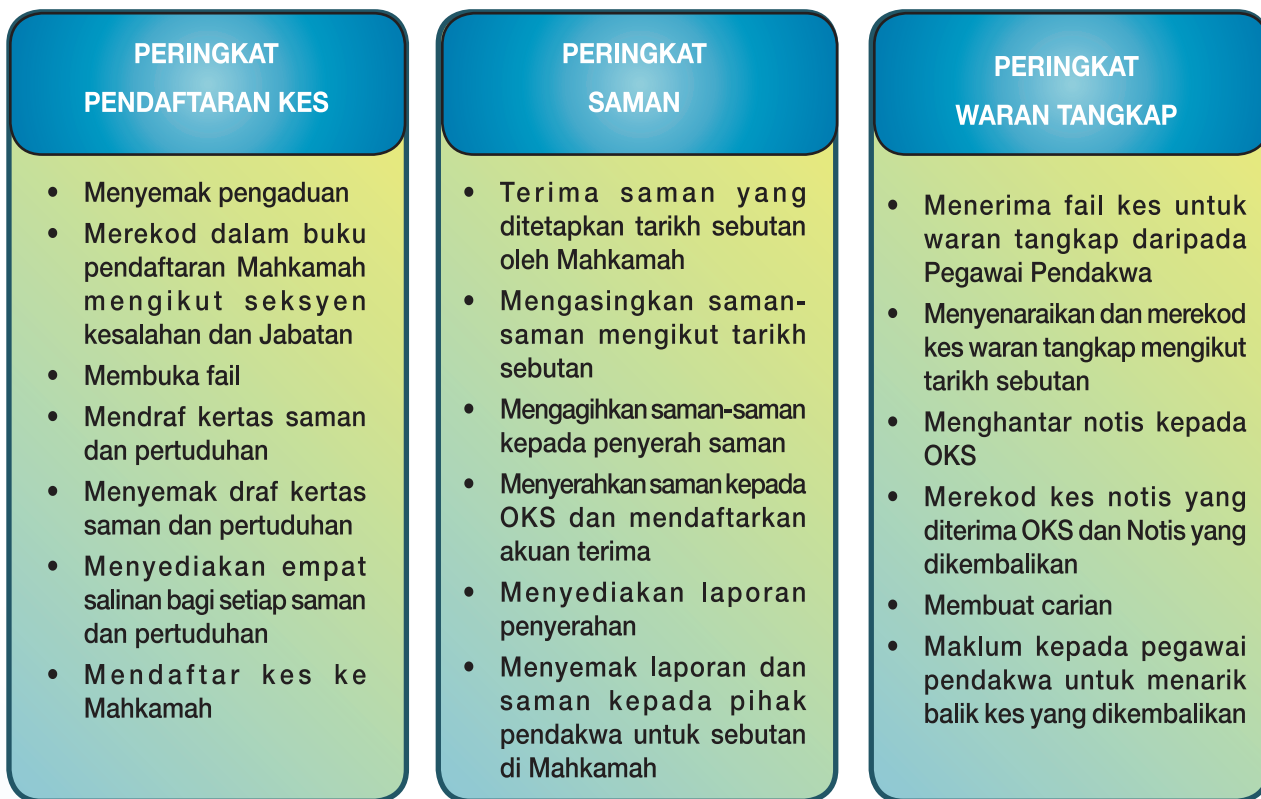 PERINGKAT
PENDAFTARAN KES
• Menyemak pengaduan
• Merekod dalam buku
pendaftaran Mahkamah
mengikut seksyen
kesalahan dan Jabatan
• Membuka fail
• Mendraf kertas saman
dan pertuduhan
• Menyemak draf kertas
saman dan pertuduhan
• Menyediakan empat
salinan bagi setiap saman
dan pertuduhan
• Mendaftar kes ke
Mahkamah
PERINGKAT
SAMAN
• Terima saman yang
ditetapkan tarikh sebutan
oleh Mahkamah
• Mengasingkan saman-
saman mengikut tarikh
sebutan
• Mengagihkan saman-saman
kepada penyerah saman
• Menyerahkan saman kepada
OKS dan mendaftarkan
akuan terima
• Menyediakan laporan
penyerahan
• Menyemak laporan dan
saman kepada pihak
pendakwa untuk sebutan
di Mahkamah
PERINGKAT
WARAN TANGKAP
• Menerima fail kes untuk
waran tangkap daripada
Pegawai Pendakwa
• Menyenaraikan dan merekod
kes waran tangkap mengikut
tarikh sebutan
• Menghantar notis kepada
OKS
• Merekod kes notis yang
diterima OKS dan Notis yang
dikembalikan
• Membuat carian
• Maklum kepada pegawai
pendakwa untuk menarik
balik kes yang dikembalikan